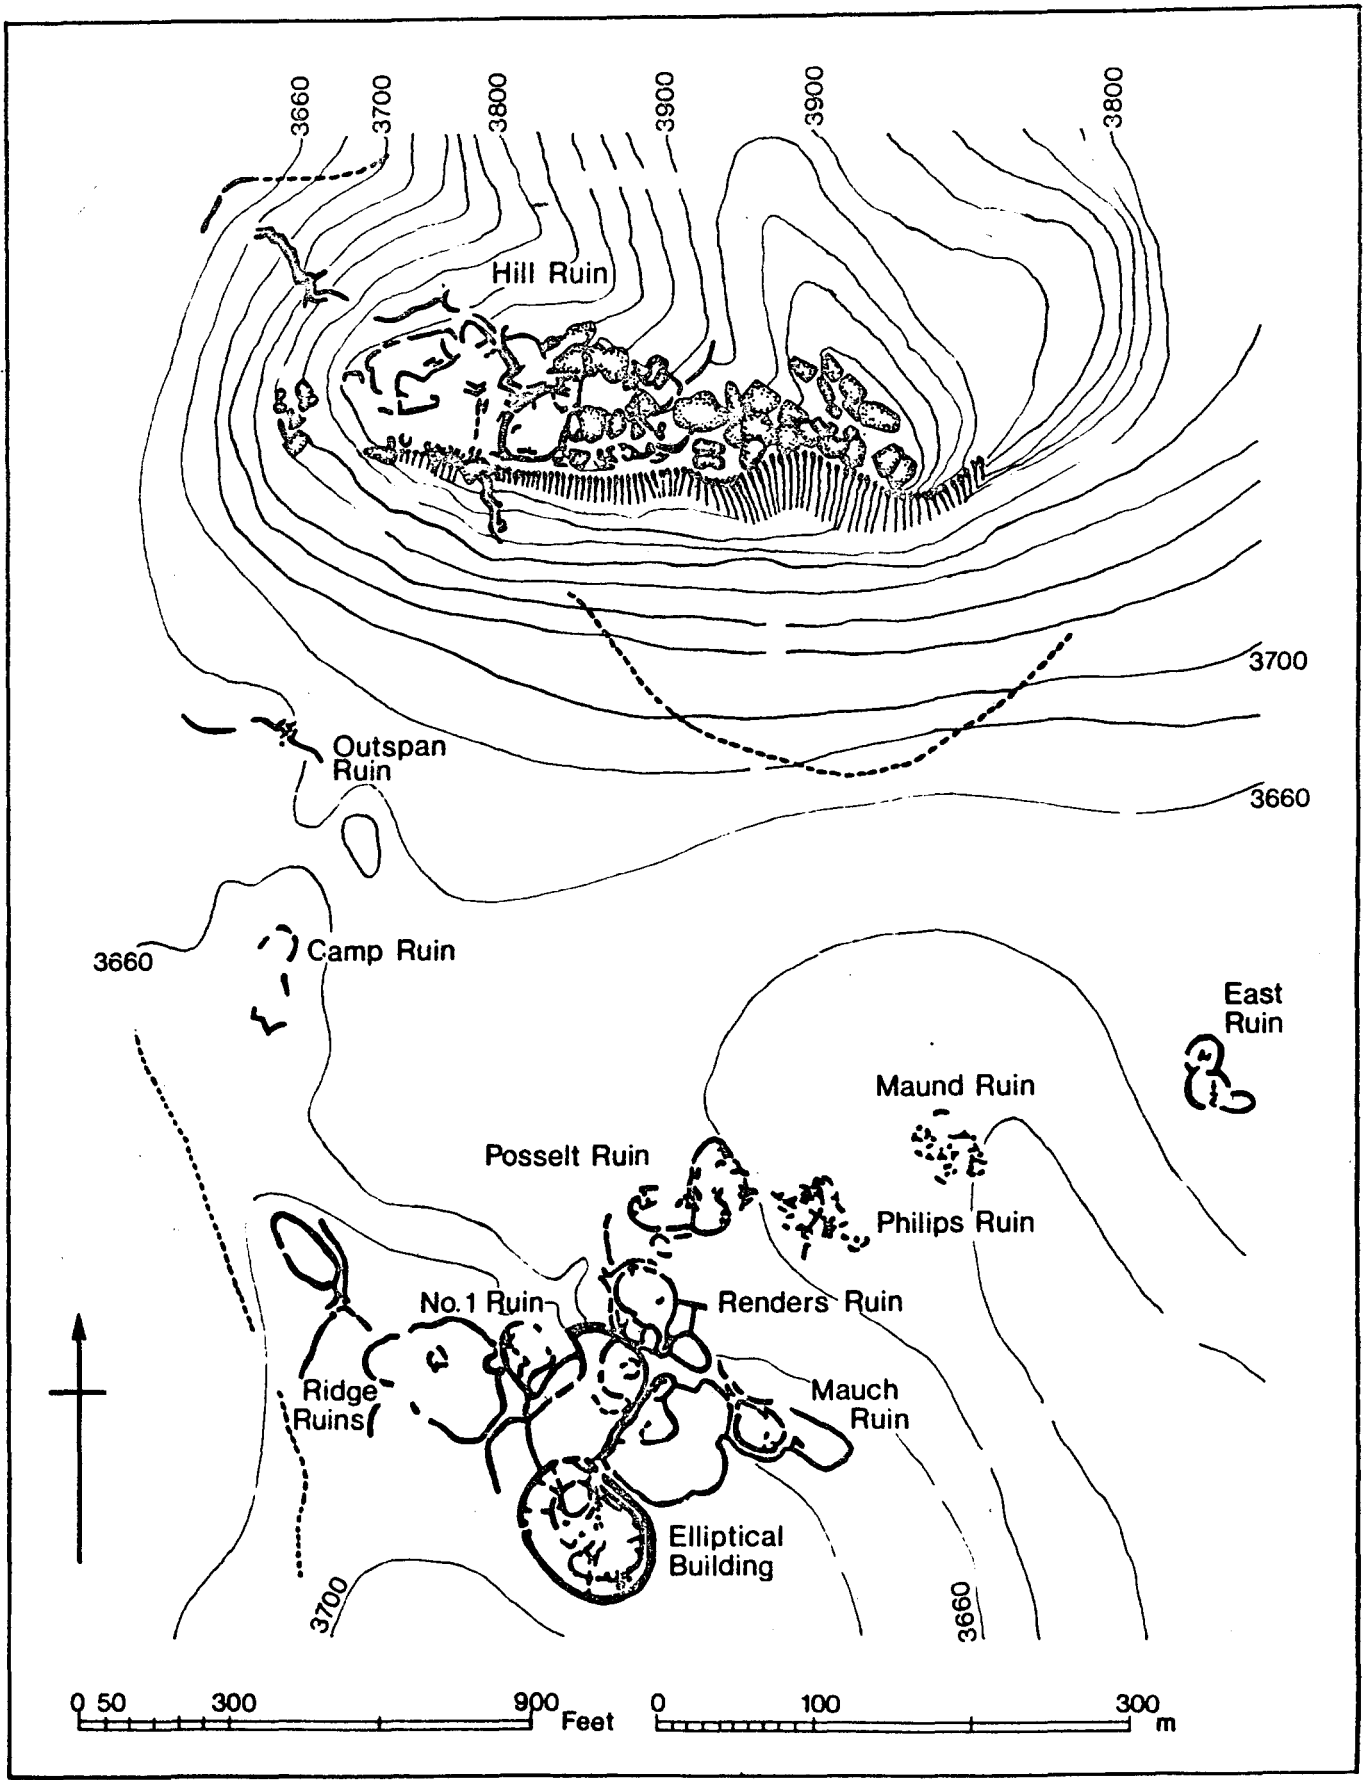 3660
3700
3800
3900
3900
3800
Hill Ruin
3700
Outspan
Ruin
3660
Camp Ruin
3660
East
Ruin
Maund Ruin
Posselt Ruin
Philips Ruin
No. 1 Ruin
Renders Ruin
Ridge
Ruins
Mauch
Ruin
Elliptical
Building
3700
3660
0 50 300 900 Feet
0 100 300 m